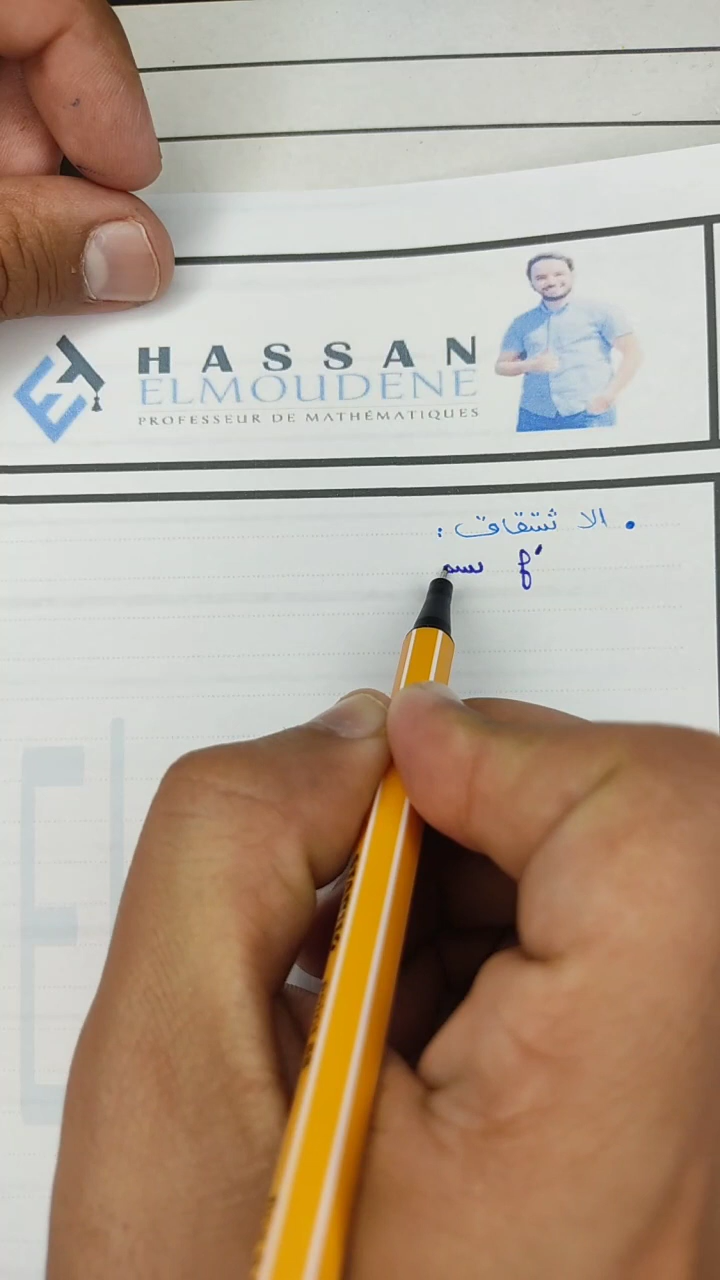 HASSAN
ELMOUDENE
PROFESSEUR DE MATHÉMATIQUES
• الاشتقاق :
f'